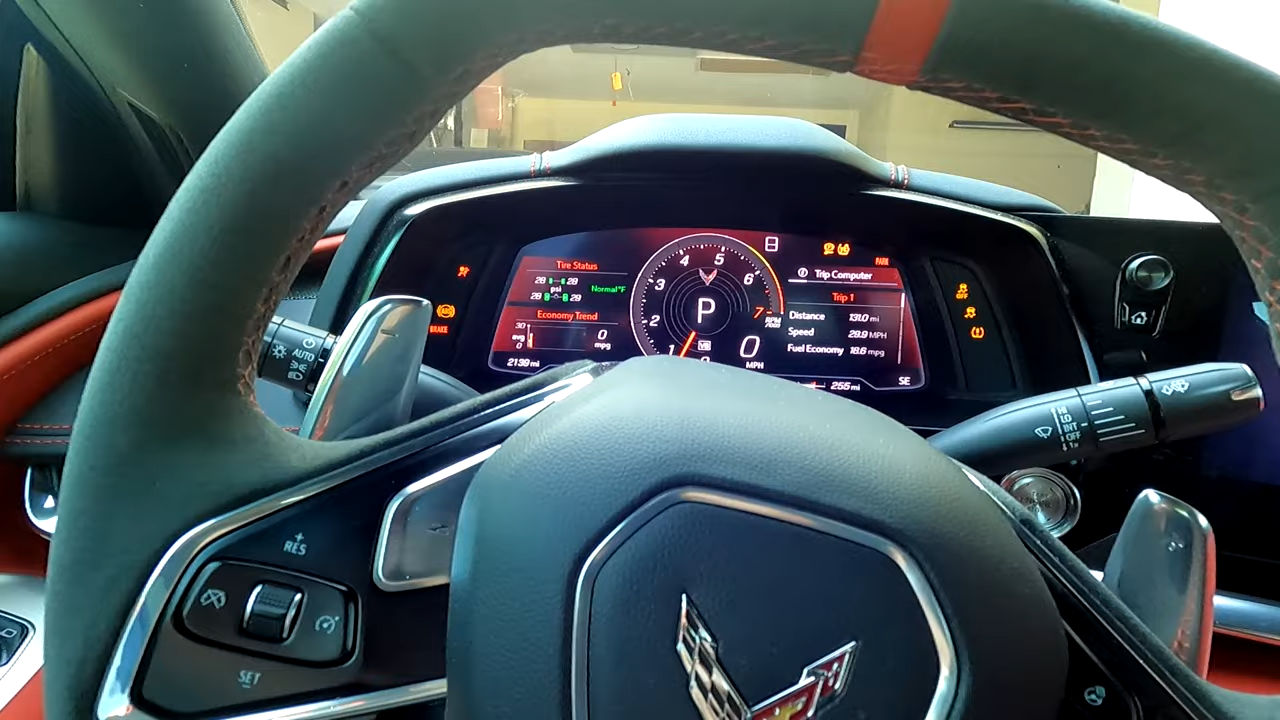 Tire Status
28 28
psi
28 29
Normal°F
Economy Trend
30
avg
0
0
mpg
2139 mi
1
2
3
4
5
6
7
RPM
P
0
MPH
Trip Computer
PARK
Trip 1
Distance 131.0 mi
Speed 29.9 MPH
Fuel Economy 18.6 mpg
255 mi
SE
ABS
BRAKE
OFF
AUTO
HI
LO
INT
OFF
1x
+
RES
SET
-